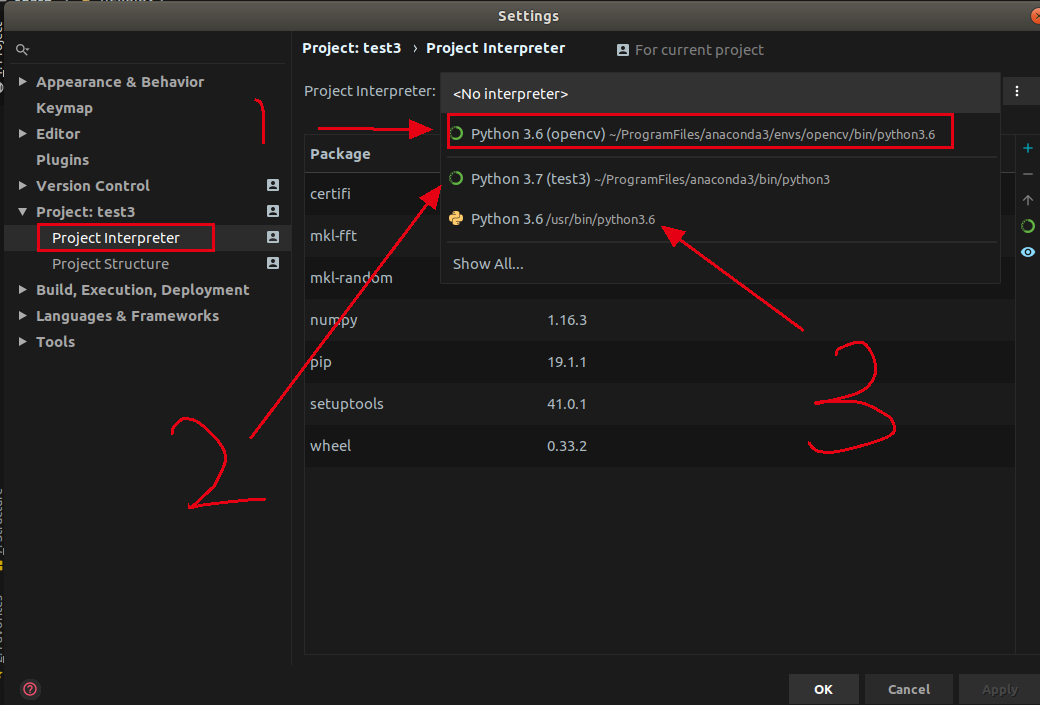 Settings
Project: test3 › Project Interpreter For current project
Appearance & Behavior
Keymap
Editor
Plugins
Version Control
Project: test3
Project Interpreter
Project Structure
Build, Execution, Deployment
Languages & Frameworks
Tools
Project Interpreter:
<No interpreter>
Python 3.6 (opencv) ~/ProgramFiles/anaconda3/envs/opencv/bin/python3.6
Python 3.7 (test3) ~/ProgramFiles/anaconda3/bin/python3
Python 3.6 /usr/bin/python3.6
Show All...
Package
certifi
mkl-fft
mkl-random
numpy 1.16.3
pip 19.1.1
setuptools 41.0.1
wheel 0.33.2
1
2
3
OK Cancel Apply